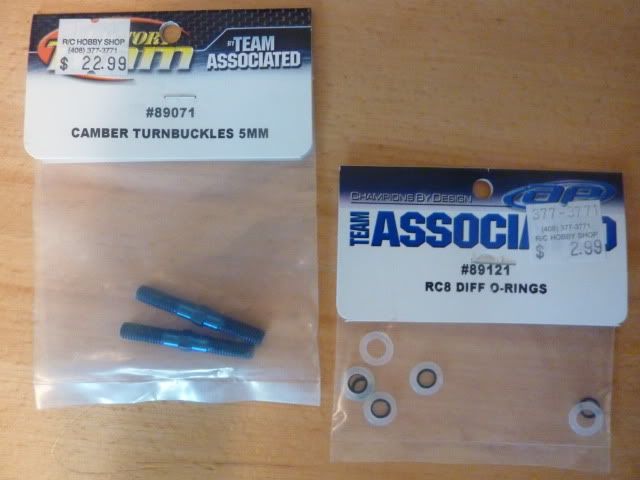 R/C HOBBY SHOP
(408) 377-3771
$ 22.99
BY TEAM
ASSOCIATED
#89071
CAMBER TURNBUCKLES 5MM
CHAMPIONS BY DESIGN
TEAM
377-3771
(408) 377-3771
R/C HOBBY SHOP
$ 2.99
#89121
RC8 DIFF O-RINGS